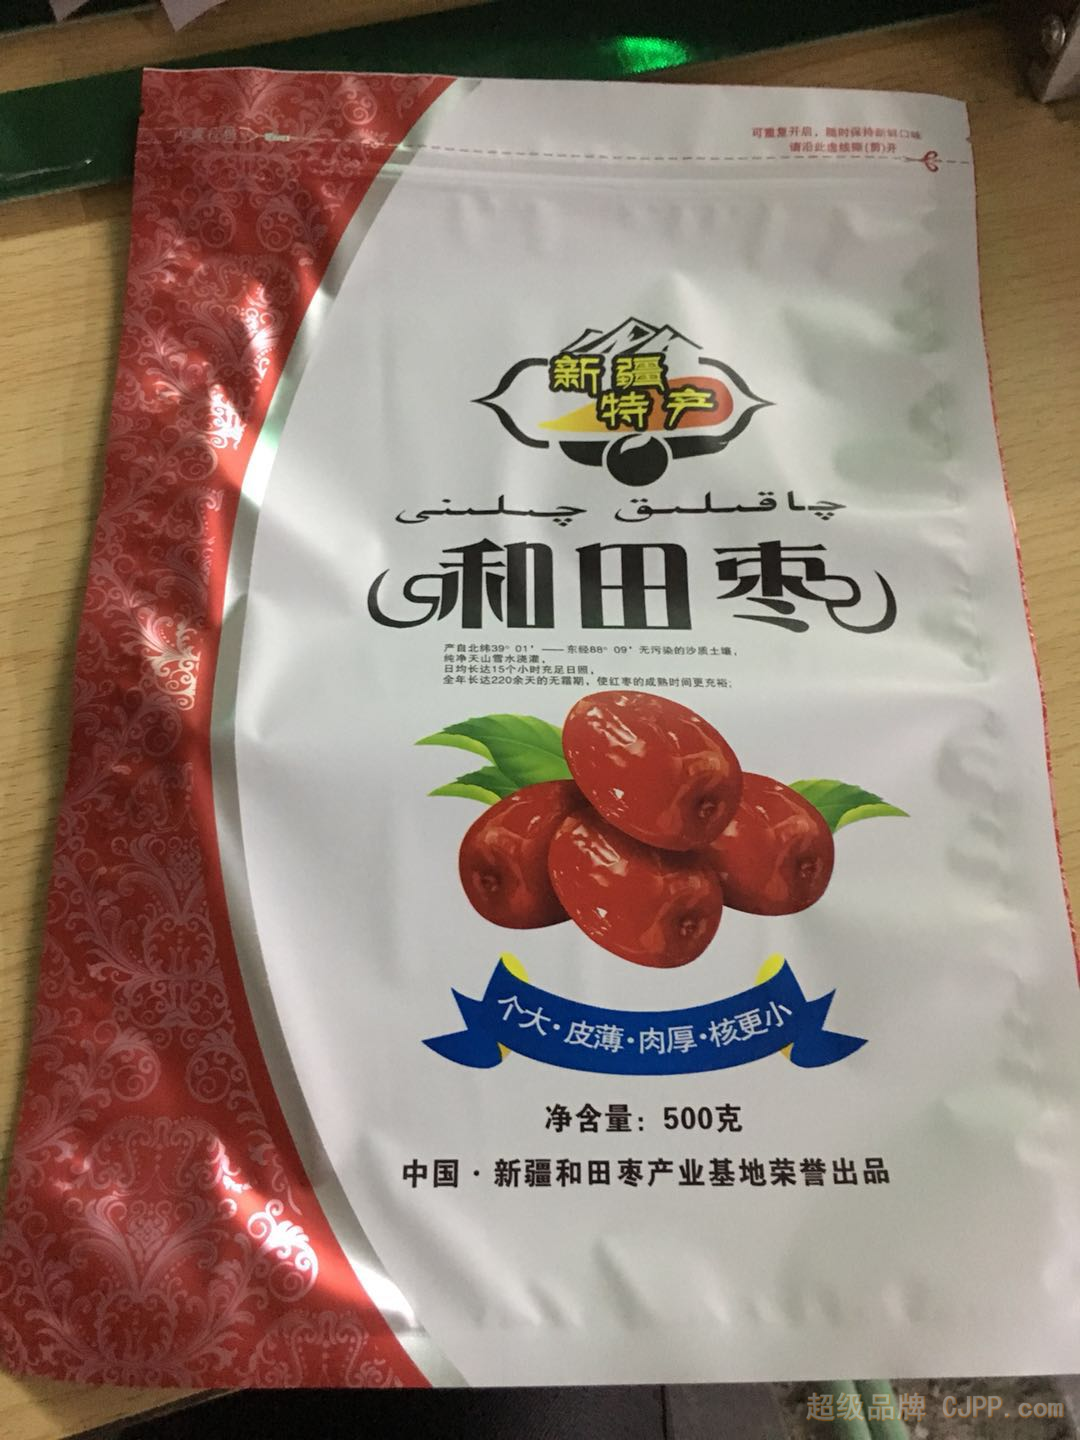 可重复开启，随时保持新鲜口味
请沿此虚线撕(剪)开
新疆
特产
چاقىلىق چىلىنى
和田枣
产自北纬39° 01′ ——东经88° 09′无污染的沙质土壤，
纯净天山雪水浇灌，
日均长达15个小时充足日照，
全年长达220余天的无霜期，使红枣的成熟时间更充裕；
个大·皮薄·肉厚·核更小
净含量：500克
中国·新疆和田枣产业基地荣誉出品
超级品牌 CJPP.com